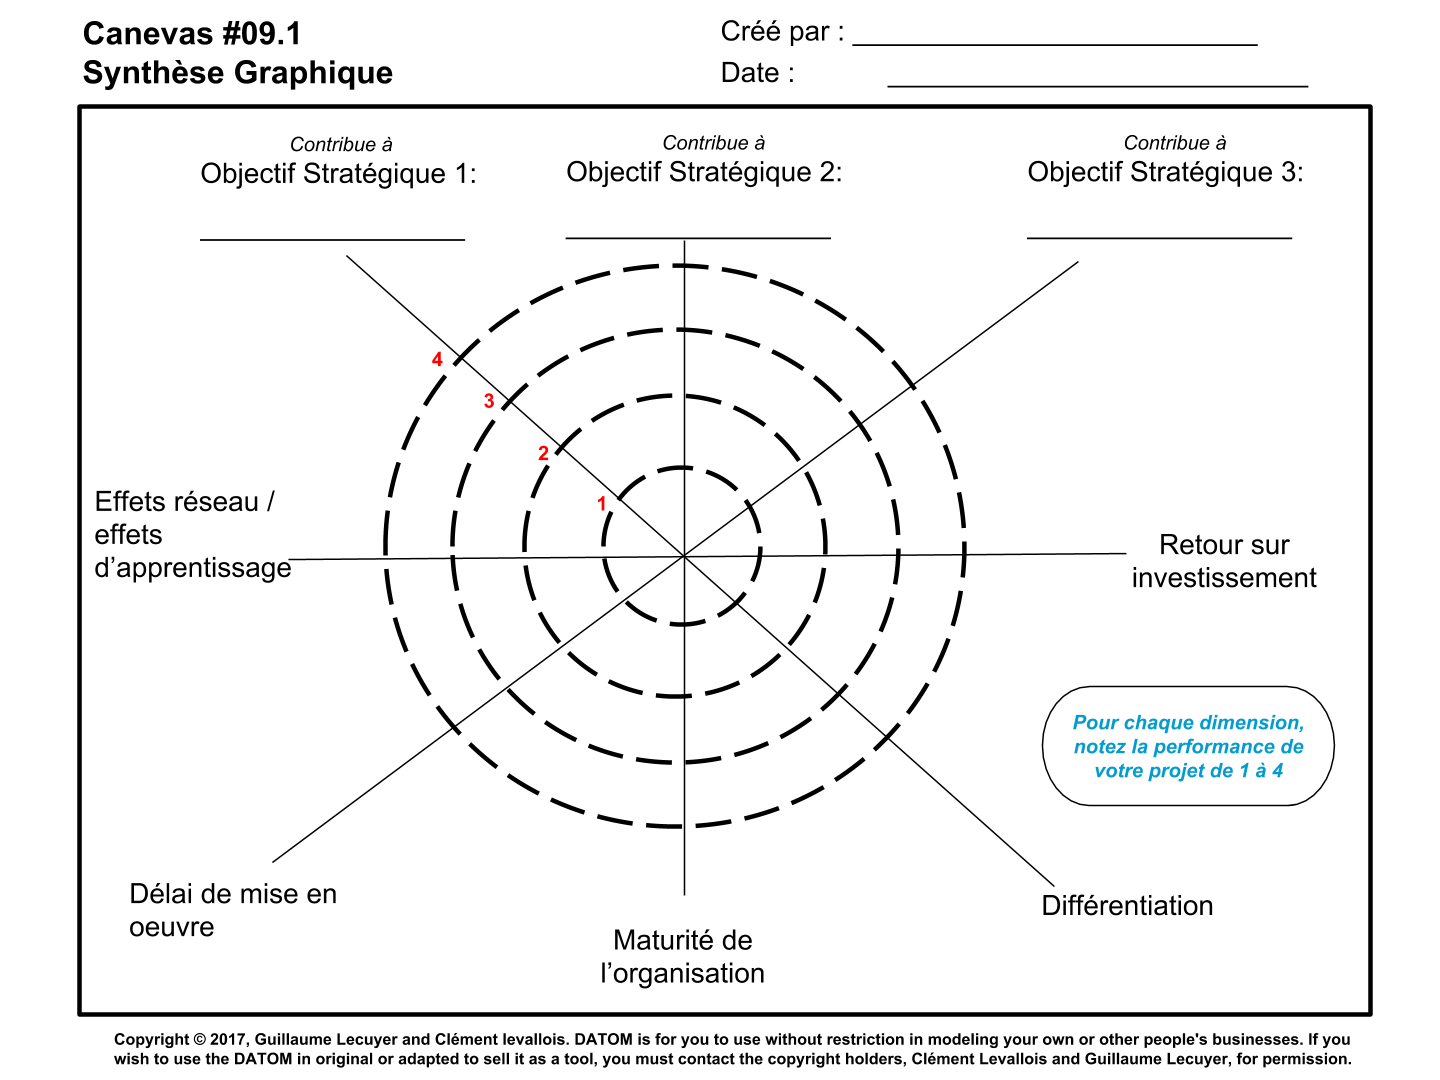 Canevas #09.1
Synthèse Graphique
Créé par :
Date :
Contribue à
Objectif Stratégique 1:
Contribue à
Objectif Stratégique 2:
Contribue à
Objectif Stratégique 3:
4
3
2
1
Effets réseau /
effets
d’apprentissage
Retour sur
investissement
Pour chaque dimension,
notez la performance de
votre projet de 1 à 4
Délai de mise en
oeuvre
Maturité de
l’organisation
Différentiation
Copyright © 2017, Guillaume Lecuyer and Clément levallois. DATOM is for you to use without restriction in modeling your own or other people's businesses. If you
wish to use the DATOM in original or adapted to sell it as a tool, you must contact the copyright holders, Clément Levallois and Guillaume Lecuyer, for permission.